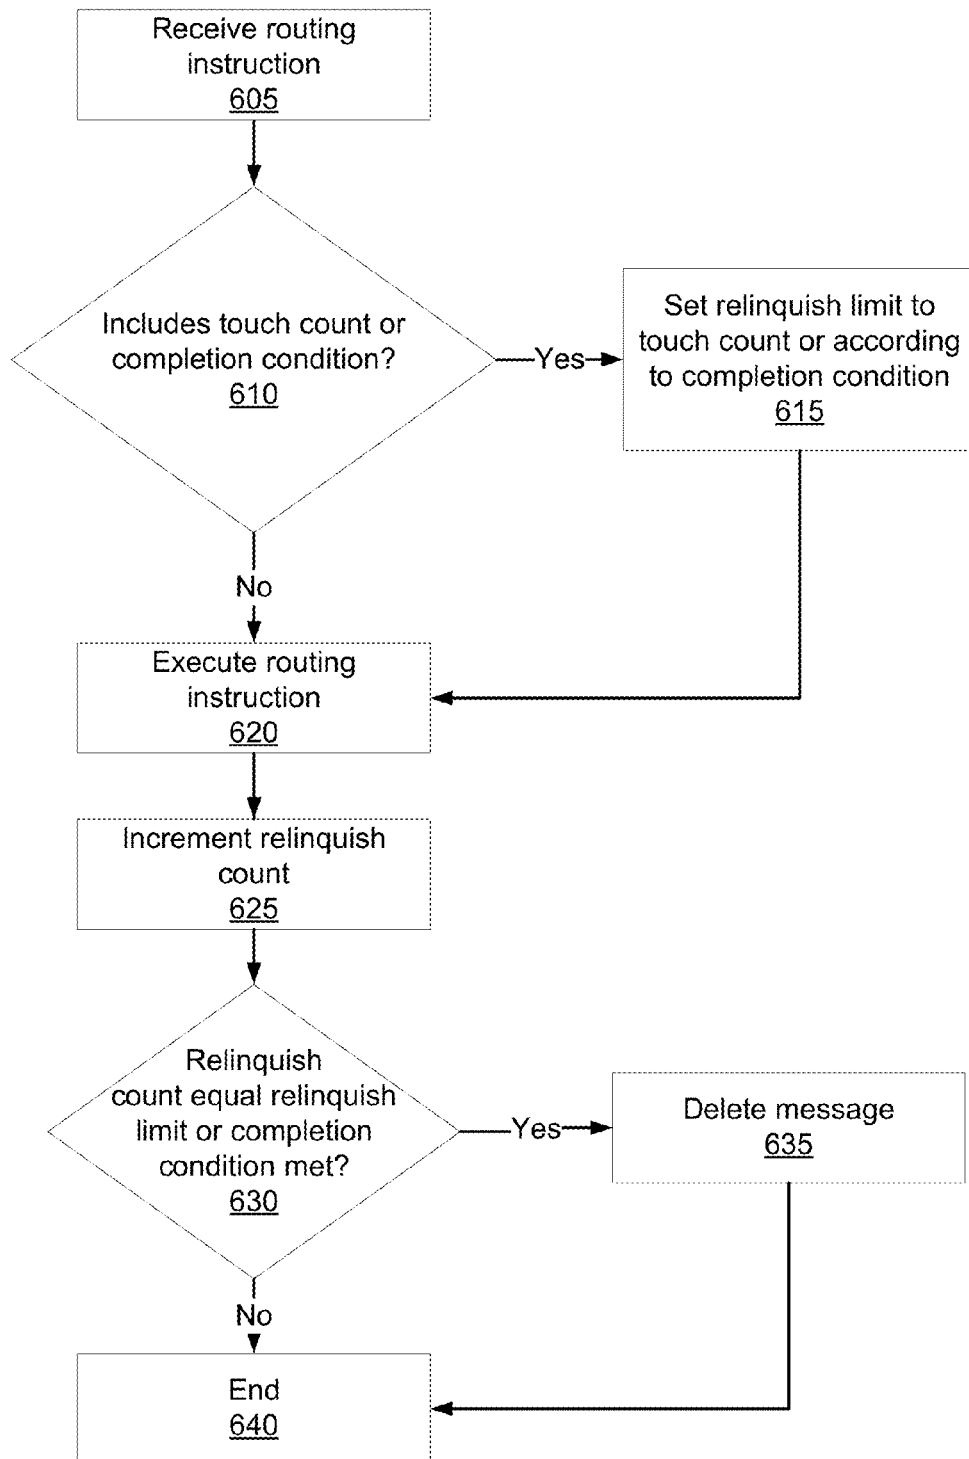 Receive routing
instruction
605
Includes touch count or
completion condition?
610
Yes
Set relinquish limit to
touch count or according
to completion condition
615
No
Execute routing
instruction
620
Increment relinquish
count
625
Relinquish
count equal relinquish
limit or completion
condition met?
630
Yes
Delete message
635
No
End
640